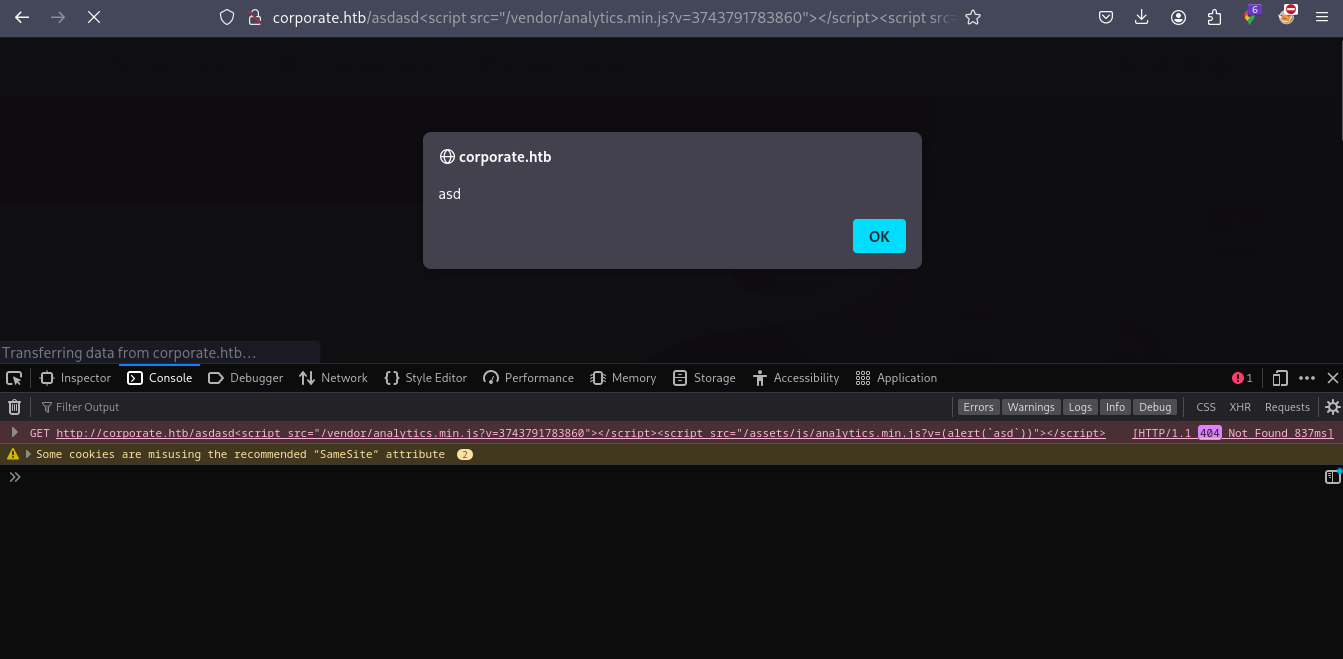 corporate.htb/asdasd<script src="/vendor/analytics.min.js?v=3743791783860"></script><script src=
6
corporate.htb
asd
OK
Transferring data from corporate.htb…
Inspector Console Debugger Network Style Editor Performance Memory Storage Accessibility Application 1
Filter Output Errors Warnings Logs Info Debug CSS XHR Requests
GET http://corporate.htb/asdasd<script src="/vendor/analytics.min.js?v=3743791783860"></script><script src="/assets/js/analytics.min.js?v=(alert(`asd`))"></script> [HTTP/1.1 404 Not Found 837ms]
Some cookies are misusing the recommended “SameSite” attribute 2